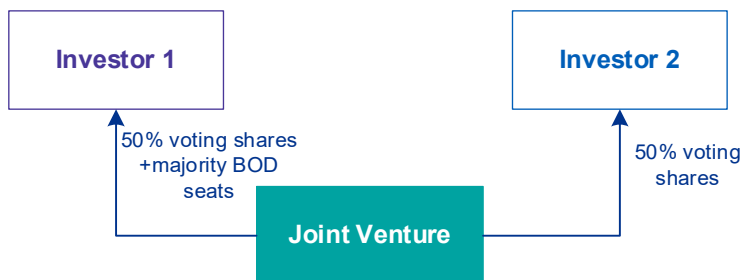 Investor 1
Investor 2
50% voting shares
+majority BOD
seats
50% voting
shares
Joint Venture